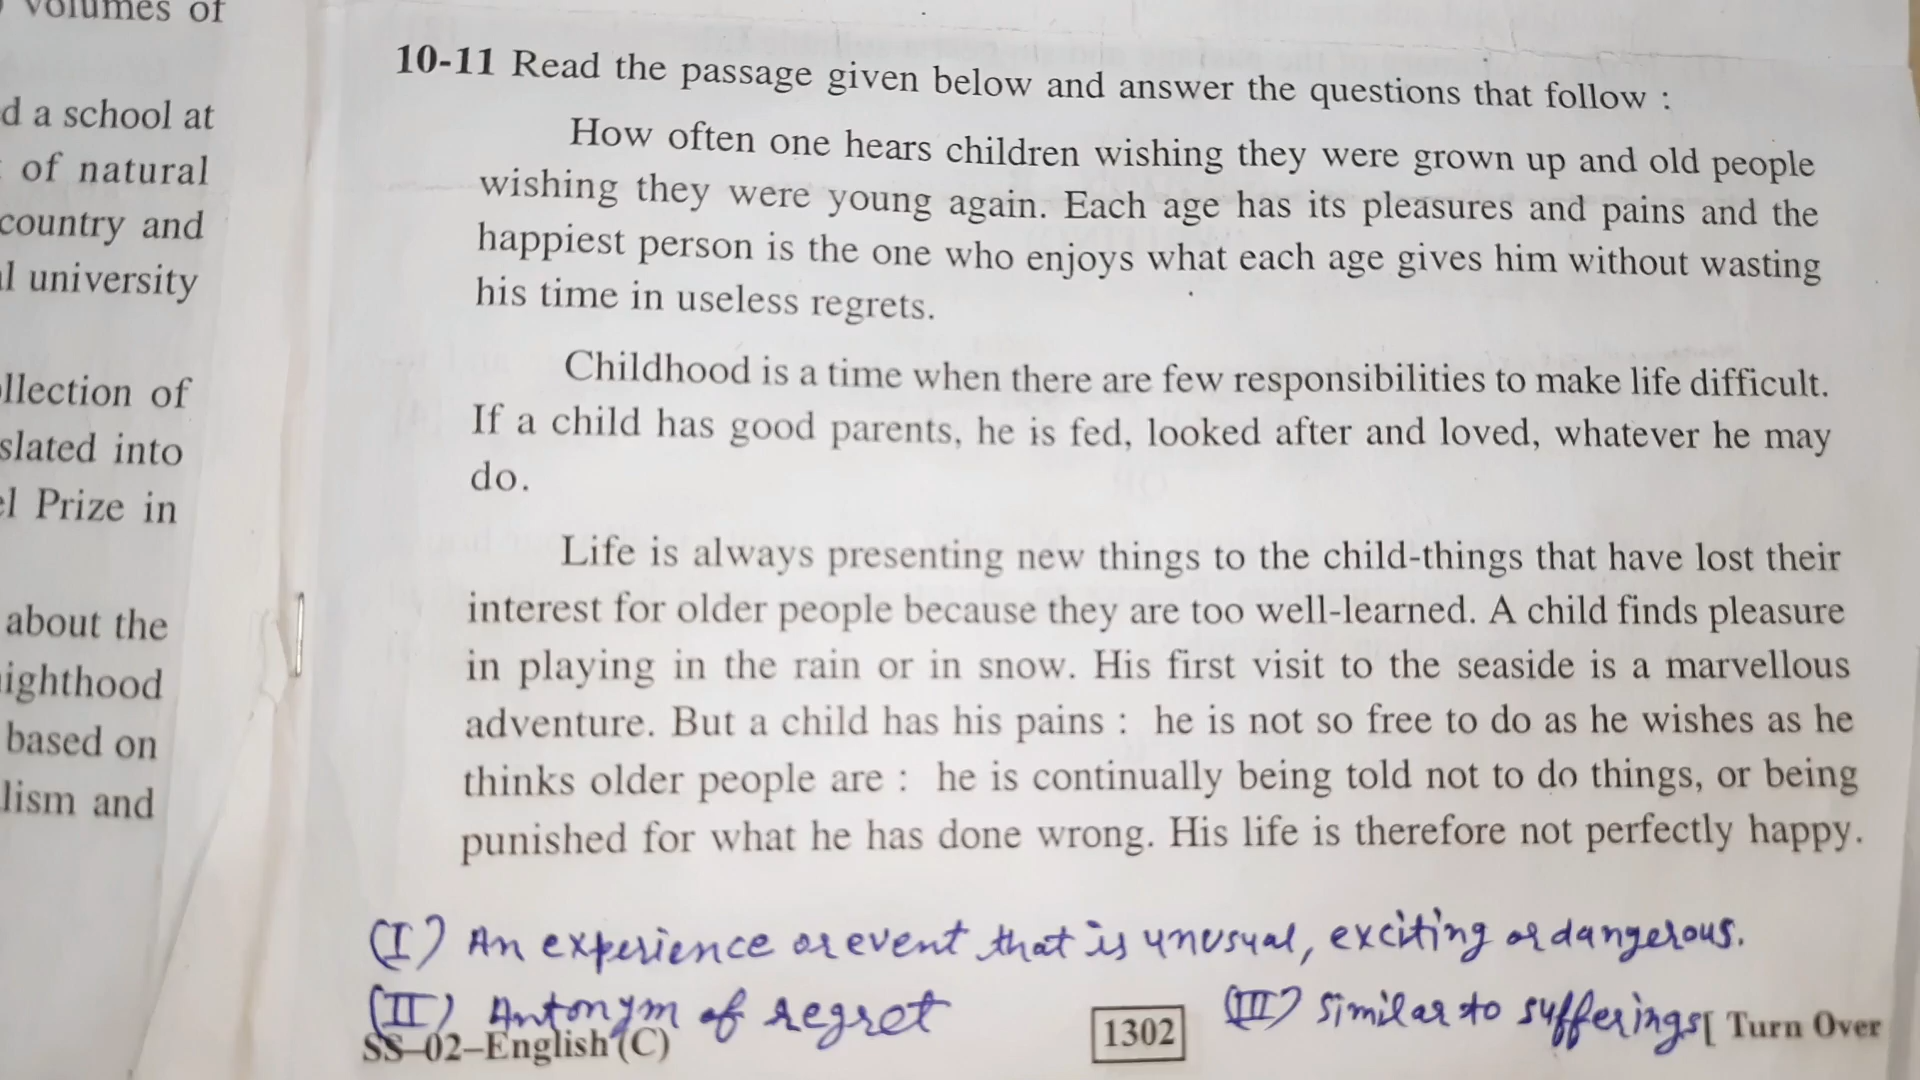 volumes of
d a school at
of natural
country and
l university
llection of
slated into
el Prize in
about the
ighthood
based on
lism and
10-11 Read the passage given below and answer the questions that follow :
How often one hears children wishing they were grown up and old people
wishing they were young again. Each age has its pleasures and pains and the
happiest person is the one who enjoys what each age gives him without wasting
his time in useless regrets.
Childhood is a time when there are few responsibilities to make life difficult.
If a child has good parents, he is fed, looked after and loved, whatever he may
do.
Life is always presenting new things to the child-things that have lost their
interest for older people because they are too well-learned. A child finds pleasure
in playing in the rain or in snow. His first visit to the seaside is a marvellous
adventure. But a child has his pains : he is not so free to do as he wishes as he
thinks older people are : he is continually being told not to do things, or being
punished for what he has done wrong. His life is therefore not perfectly happy.
(I) An experience or event that is unusual, exciting or dangerous.
(II) Antonym of regret
(III) Similar to sufferings
SS-02-English (C)
1302
[ Turn Over